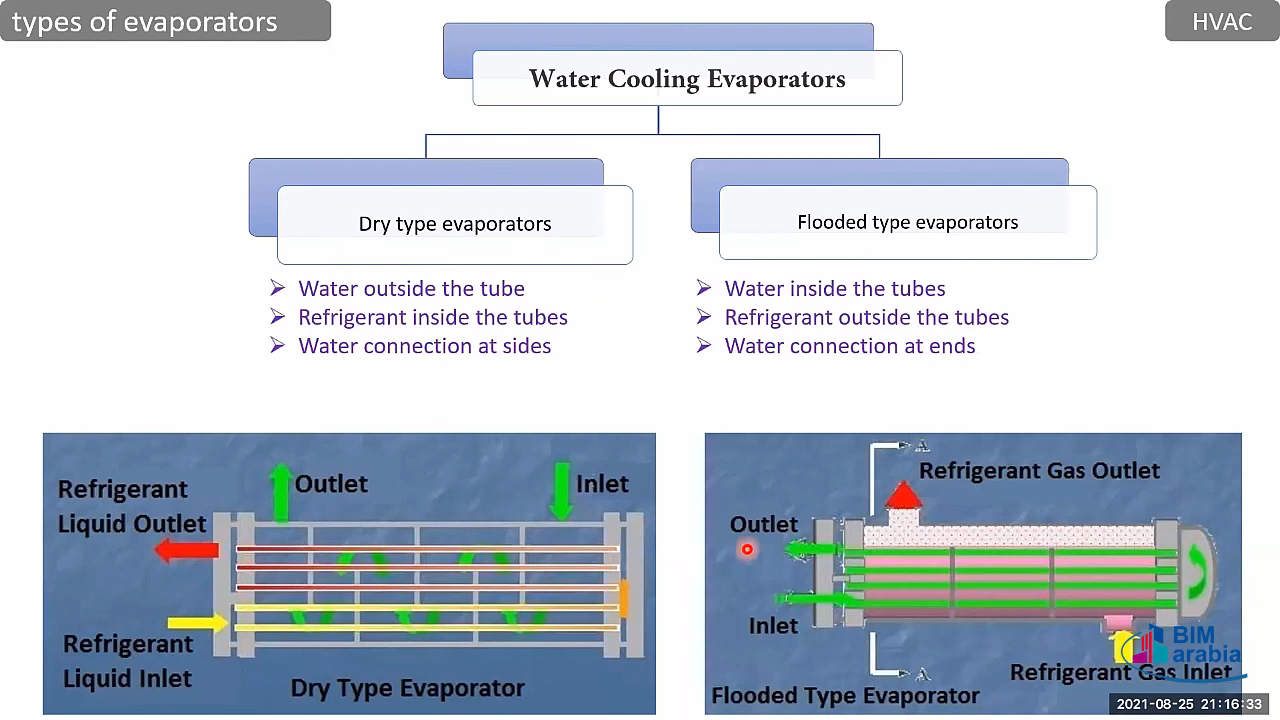 types of evaporators
HVAC
Water Cooling Evaporators
Dry type evaporators
Flooded type evaporators
Water outside the tube
Refrigerant inside the tubes
Water connection at sides
Water inside the tubes
Refrigerant outside the tubes
Water connection at ends
Refrigerant
Liquid Outlet
Outlet
Inlet
Refrigerant
Liquid Inlet
Dry Type Evaporator
A
Refrigerant Gas Outlet
Outlet
Inlet
A
Refrigerant Gas Inlet
Flooded Type Evaporator
BIM
arabia
2021-08-25 21:16:33